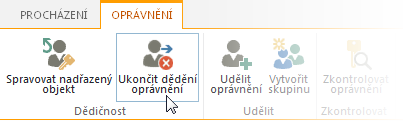 PROCHÁZENÍ OPRÁVNĚNÍ
Spravovat nadřazený
objekt
Ukončit dědění
oprávnění
Dědičnost
Udělit
oprávnění
Vytvořit
skupinu
Udělit
Zkontrolovat
oprávnění
Zkontrolovat